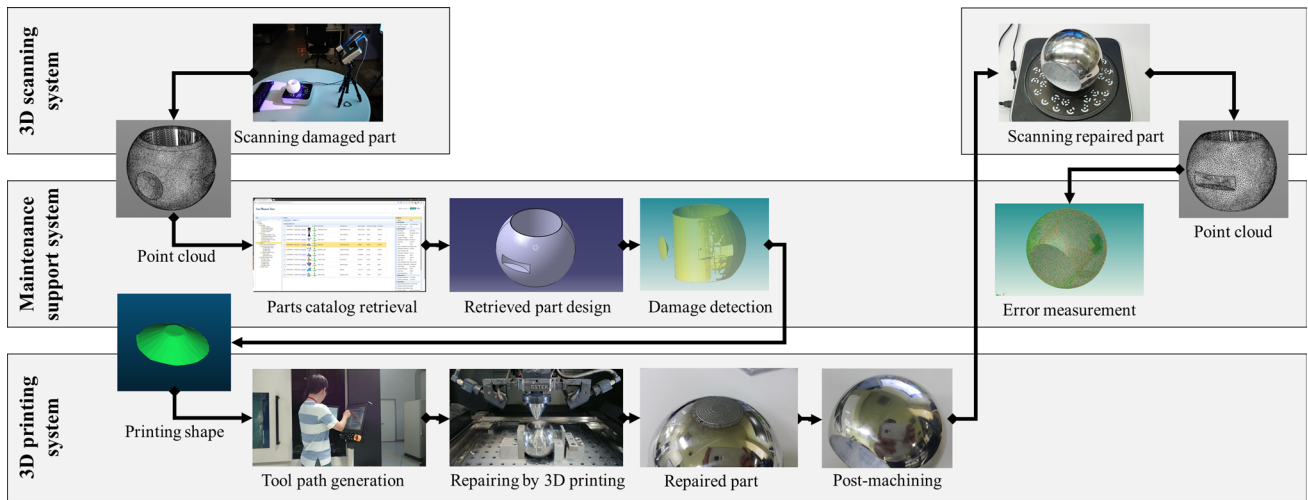 3D scanning
system
Scanning damaged part
Scanning repaired part
Maintenance
support system
Point cloud
Parts catalog retrieval
Retrieved part design
Damage detection
Error measurement
Point cloud
3D printing
system
Printing shape
Tool path generation
Repairing by 3D printing
Repaired part
Post-machining